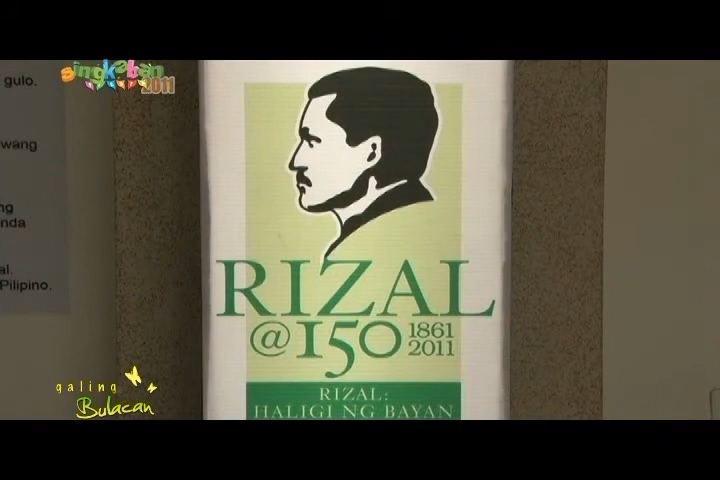 singkaban
2011
gulo.
wang
ng
nda
al.
Pilipino.
RIZAL
@150 1861
2011
RIZAL:
HALIGI NG BAYAN
galing
Bulacan